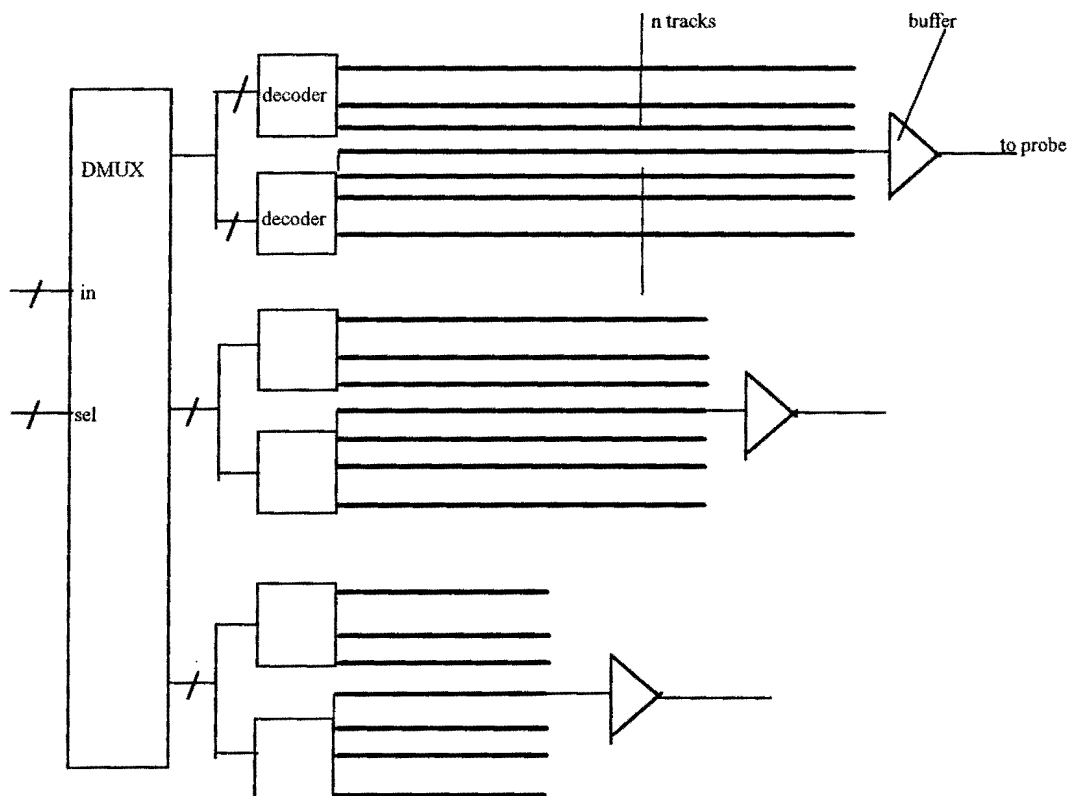 n tracks
buffer
decoder
to probe
DMUX
decoder
in
sel